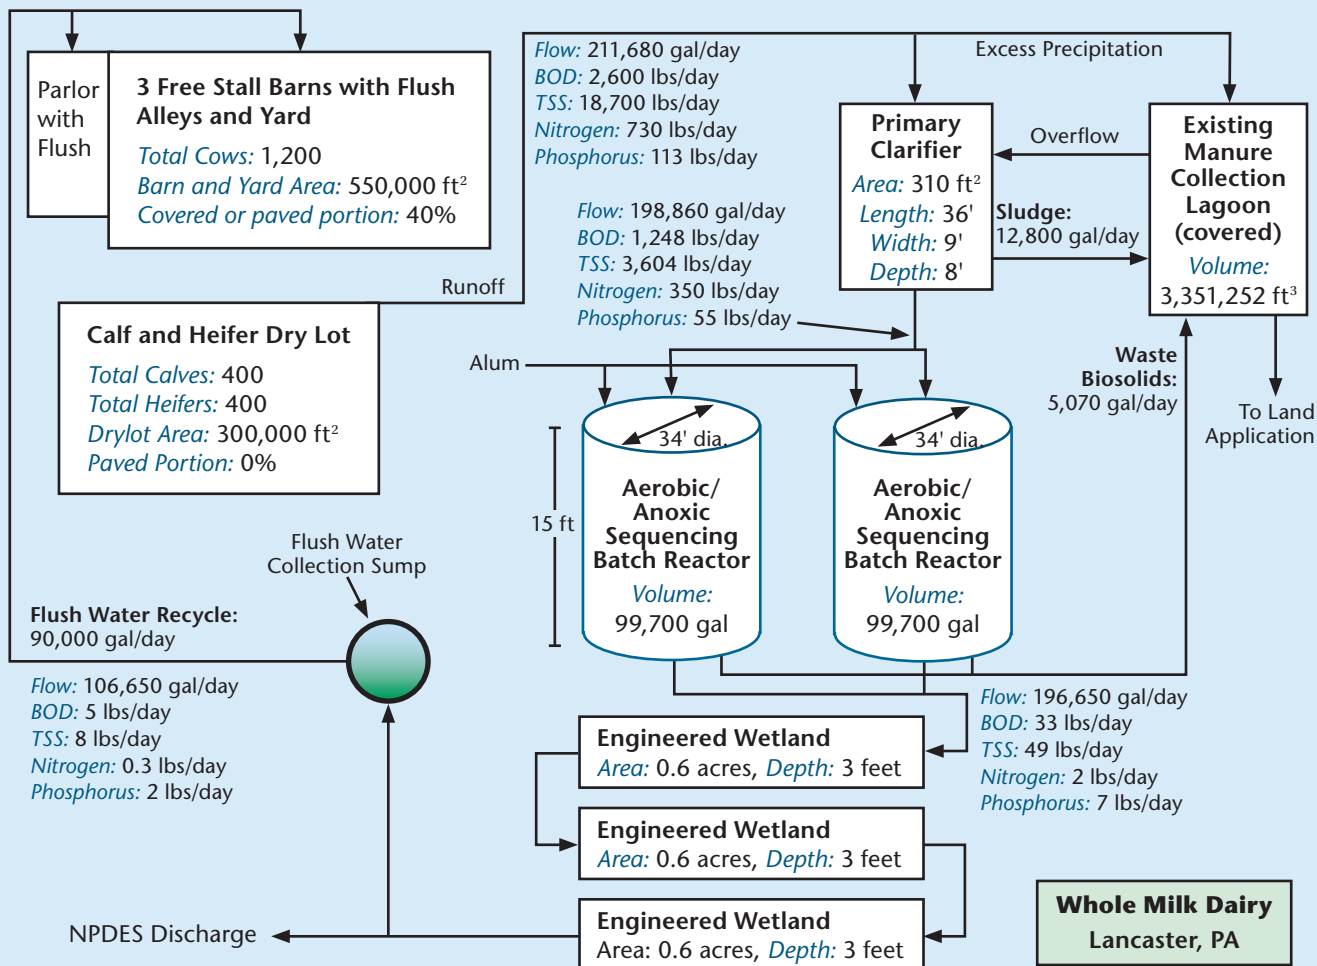 Parlor
with
Flush
3 Free Stall Barns with Flush
Alleys and Yard
Total Cows: 1,200
Barn and Yard Area: 550,000 ft²
Covered or paved portion: 40%
Flow: 211,680 gal/day
BOD: 2,600 lbs/day
TSS: 18,700 lbs/day
Nitrogen: 730 lbs/day
Phosphorus: 113 lbs/day
Excess Precipitation
Primary
Clarifier
Area: 310 ft²
Length: 36'
Width: 9'
Depth: 8'
Overflow
Sludge:
12,800 gal/day
Existing
Manure
Collection
Lagoon
(covered)
Volume:
3,351,252 ft³
Flow: 198,860 gal/day
BOD: 1,248 lbs/day
TSS: 3,604 lbs/day
Nitrogen: 350 lbs/day
Phosphorus: 55 lbs/day
Runoff
Calf and Heifer Dry Lot
Total Calves: 400
Total Heifers: 400
Drylot Area: 300,000 ft²
Paved Portion: 0%
Alum
Waste
Biosolids:
5,070 gal/day
To Land
Application
34' dia.
15 ft
Aerobic/
Anoxic
Sequencing
Batch Reactor
Volume:
99,700 gal
34' dia.
Aerobic/
Anoxic
Sequencing
Batch Reactor
Volume:
99,700 gal
Flush Water
Collection Sump
Flush Water Recycle:
90,000 gal/day
Flow: 106,650 gal/day
BOD: 5 lbs/day
TSS: 8 lbs/day
Nitrogen: 0.3 lbs/day
Phosphorus: 2 lbs/day
Flow: 196,650 gal/day
BOD: 33 lbs/day
TSS: 49 lbs/day
Nitrogen: 2 lbs/day
Phosphorus: 7 lbs/day
Engineered Wetland
Area: 0.6 acres, Depth: 3 feet
Engineered Wetland
Area: 0.6 acres, Depth: 3 feet
Engineered Wetland
Area: 0.6 acres, Depth: 3 feet
NPDES Discharge
Whole Milk Dairy
Lancaster, PA